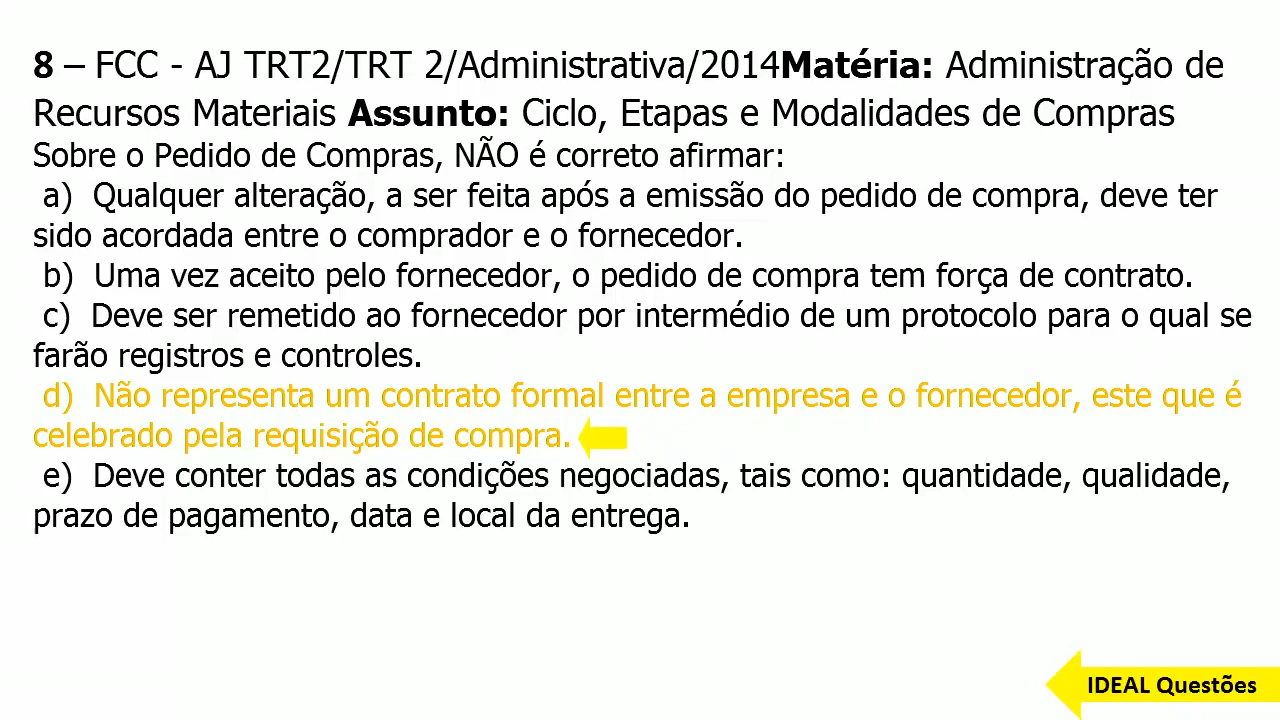 8 – FCC - AJ TRT2/TRT 2/Administrativa/2014Matéria: Administração de
Recursos Materiais Assunto: Ciclo, Etapas e Modalidades de Compras
Sobre o Pedido de Compras, NÃO é correto afirmar:
a) Qualquer alteração, a ser feita após a emissão do pedido de compra, deve ter
sido acordada entre o comprador e o fornecedor.
b) Uma vez aceito pelo fornecedor, o pedido de compra tem força de contrato.
c) Deve ser remetido ao fornecedor por intermédio de um protocolo para o qual se
farão registros e controles.
d) Não representa um contrato formal entre a empresa e o fornecedor, este que é
celebrado pela requisição de compra.
e) Deve conter todas as condições negociadas, tais como: quantidade, qualidade,
prazo de pagamento, data e local da entrega.
IDEAL Questões